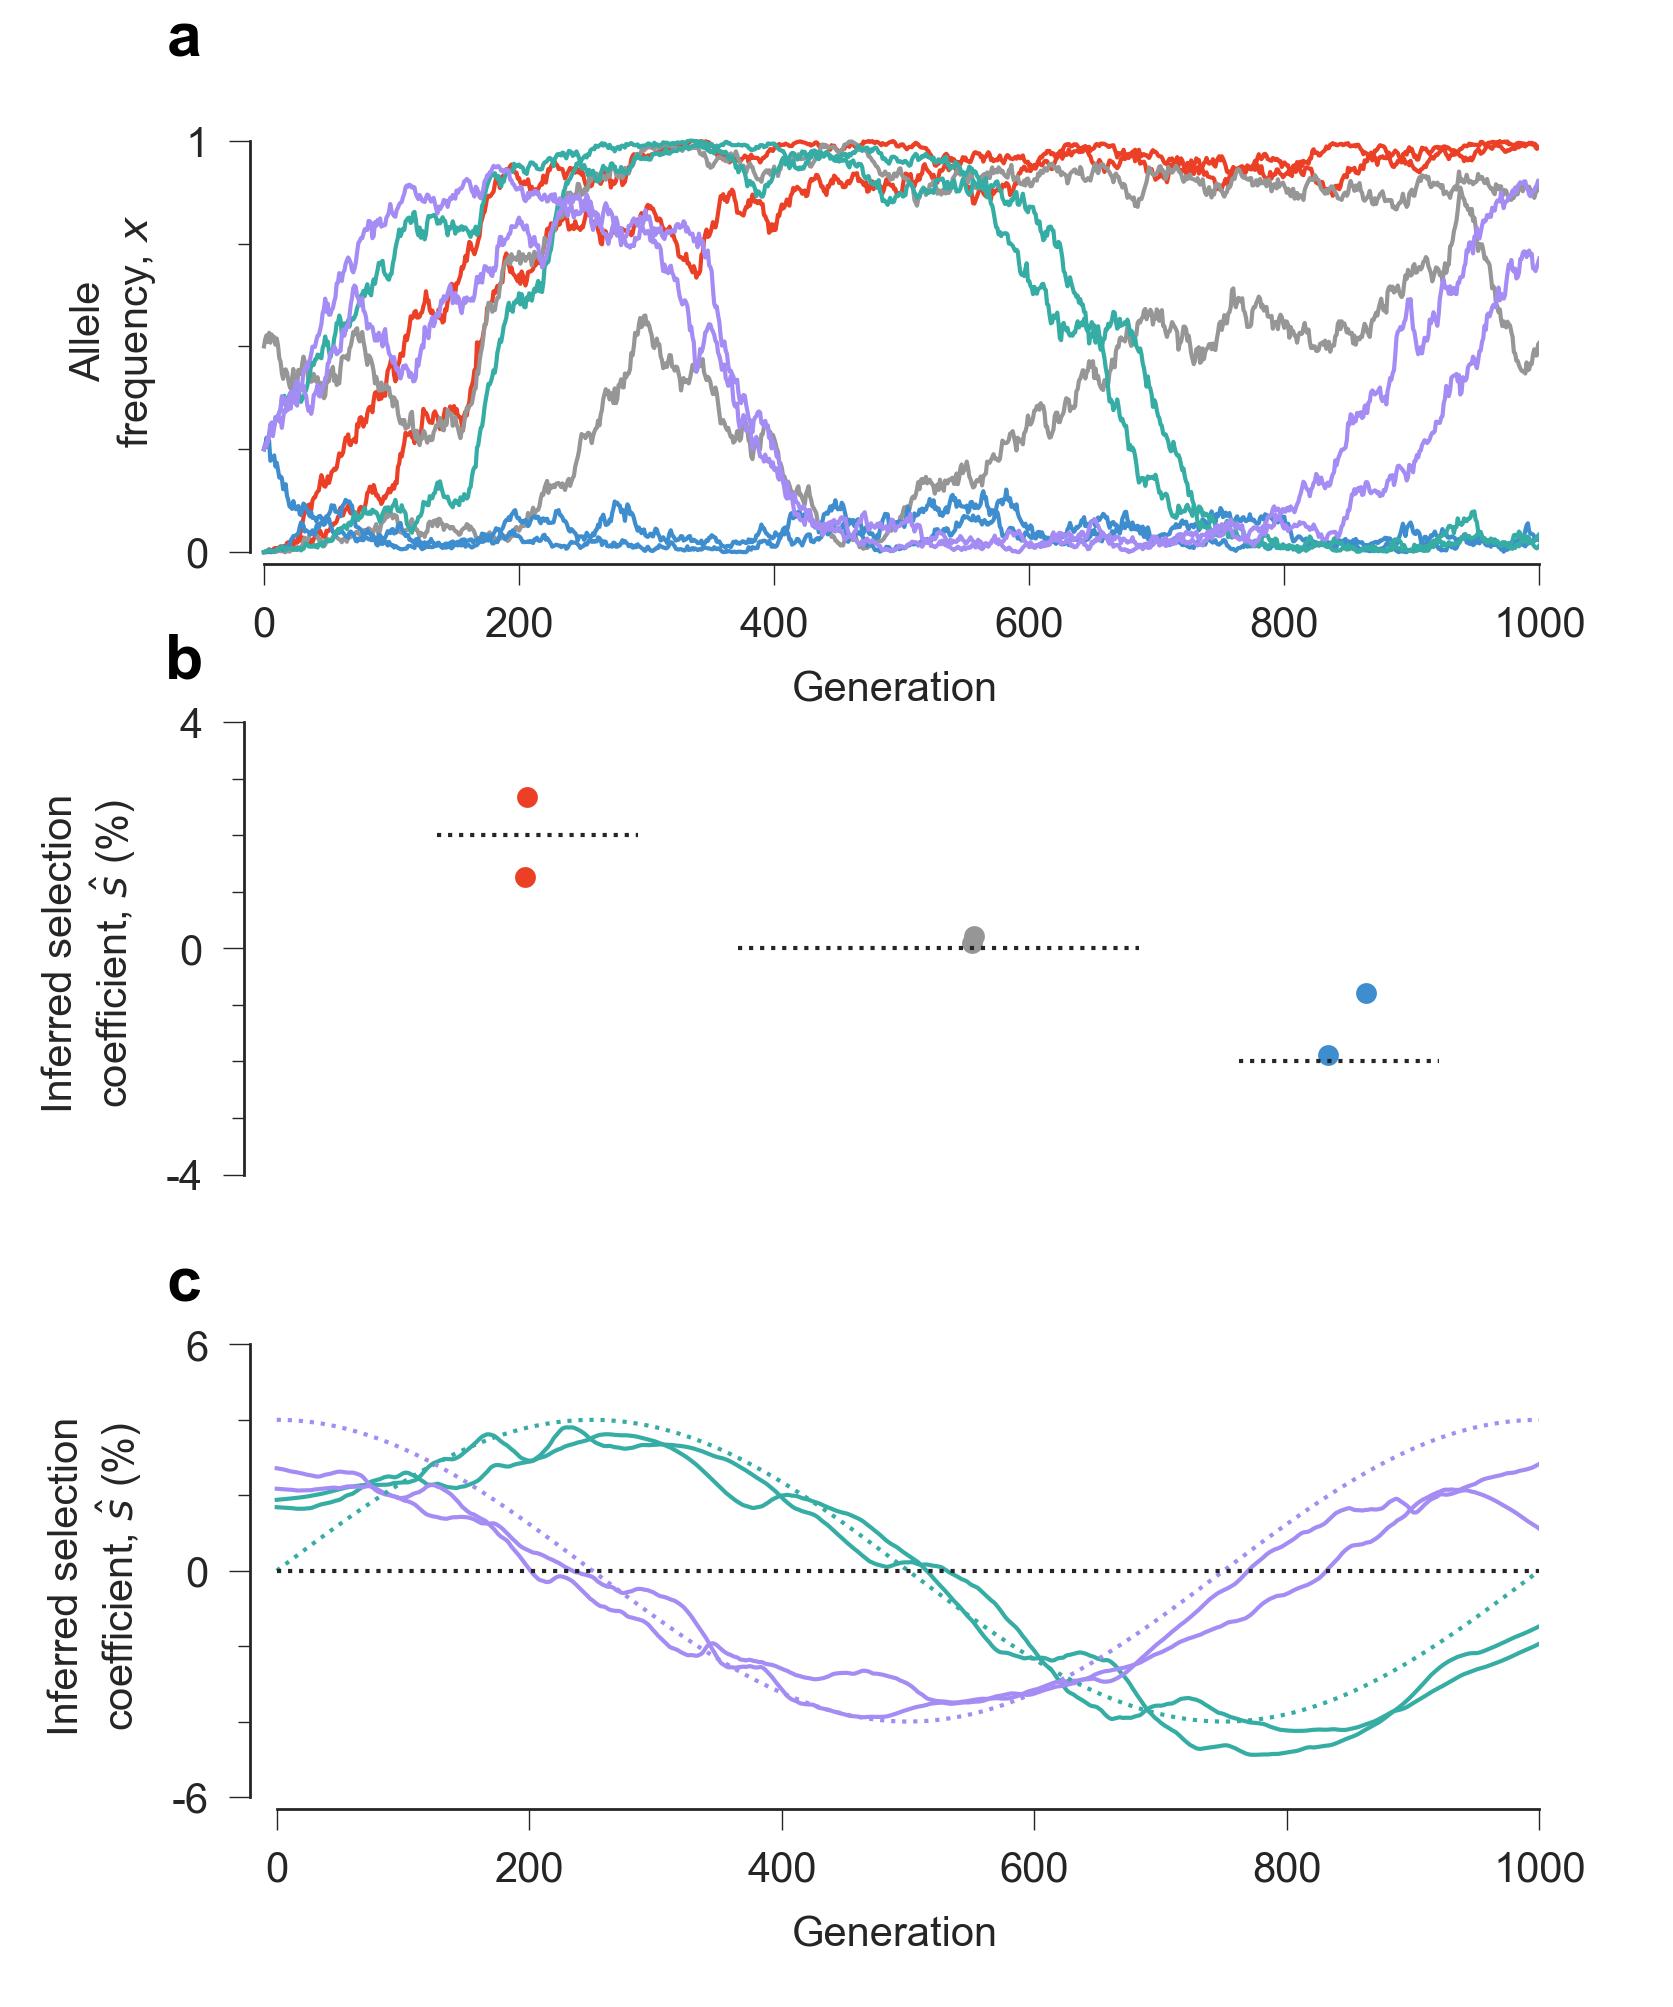 a
1
0
Allele
frequency, x
0 200 400 600 800 1000
Generation
b
4
0
-4
Inferred selection
coefficient, ŝ (%)
c
6
0
-6
Inferred selection
coefficient, ŝ (%)
0 200 400 600 800 1000
Generation